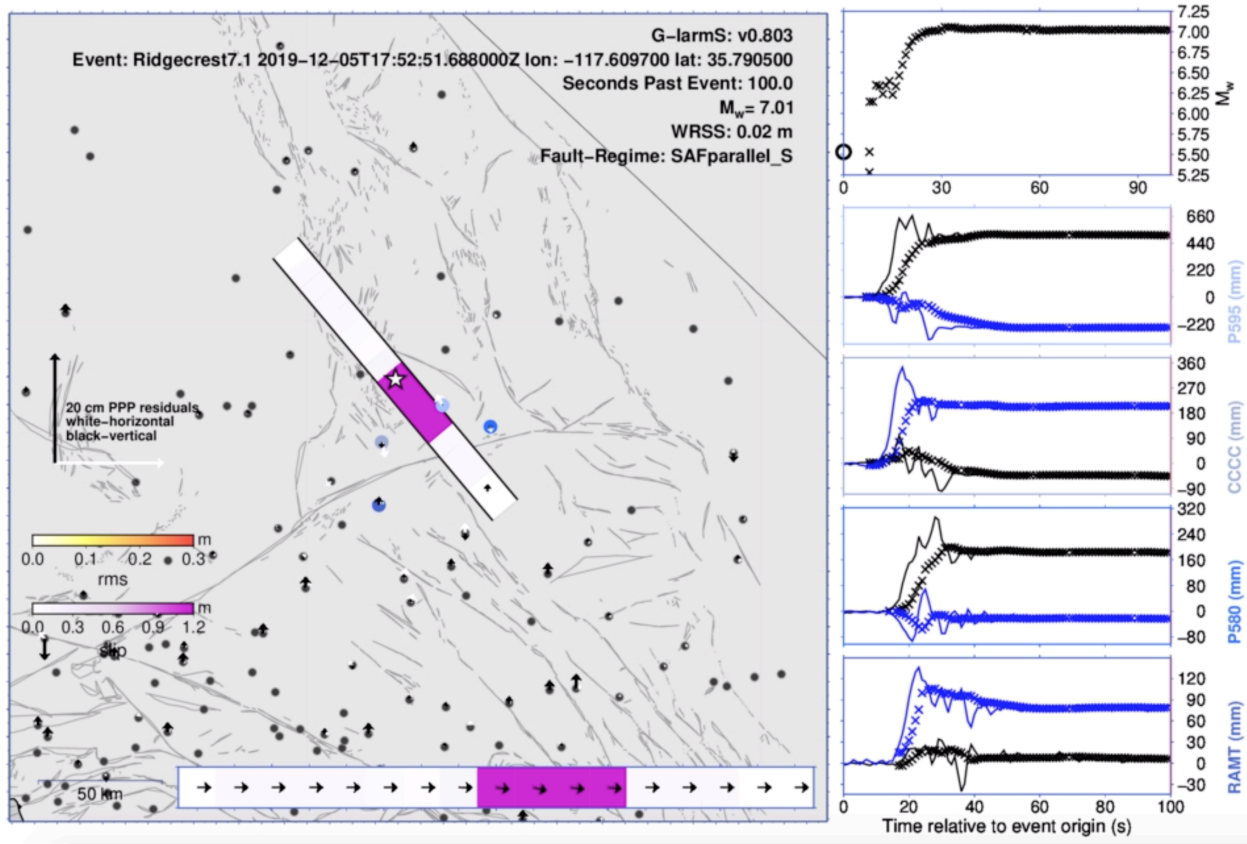 G-larmS: v0.803
Event: Ridgecrest7.1 2019-12-05T17:52:51.688000Z lon: -117.609700 lat: 35.790500
Seconds Past Event: 100.0
Mw= 7.01
WRSS: 0.02 m
Fault-Regime: SAFparallel_S
20 cm PPP residuals
white-horizontal
black-vertical
m
0.0 0.1 0.2 0.3
rms
m
0.0 0.3 0.6 0.9 1.2
slip
50 km
7.25
7.00
6.75
6.50
6.25
6.00
5.75
5.50
5.25
Mw
0 30 60 90
660
440
220
0
-220
P595 (mm)
360
270
180
90
0
-90
CCCC (mm)
320
240
160
80
0
-80
P580 (mm)
120
90
60
30
0
-30
RAMT (mm)
0 20 40 60 80 100
Time relative to event origin (s)